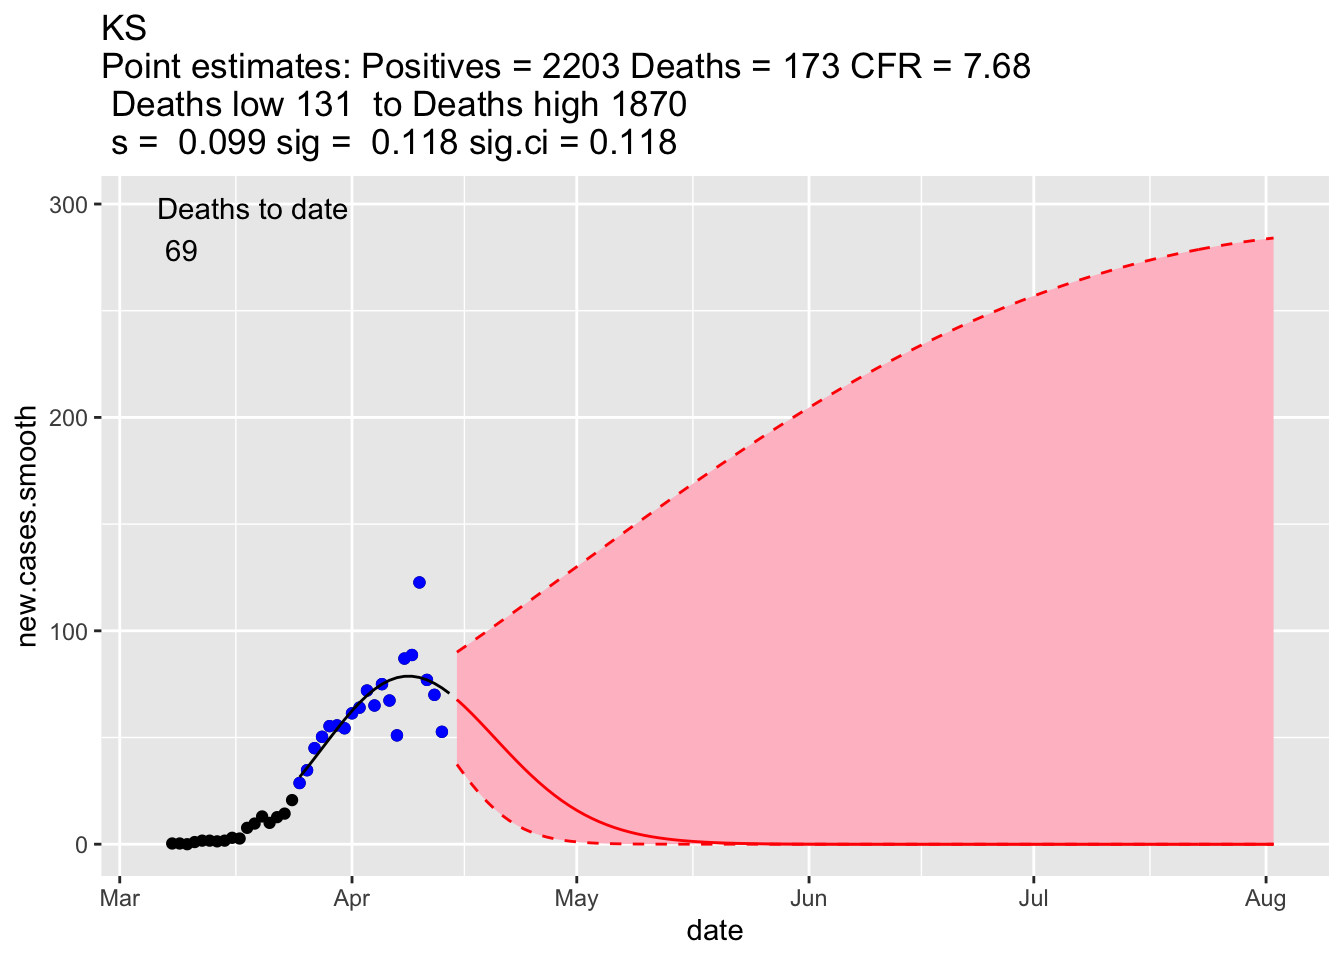 KS
Point estimates: Positives = 2203 Deaths = 173 CFR = 7.68
Deaths low 131  to Deaths high 1870
s =  0.099 sig =  0.118 sig.ci = 0.118
Deaths to date
69
300
200
100
0
new.cases.smooth
Mar Apr May Jun Jul Aug
date